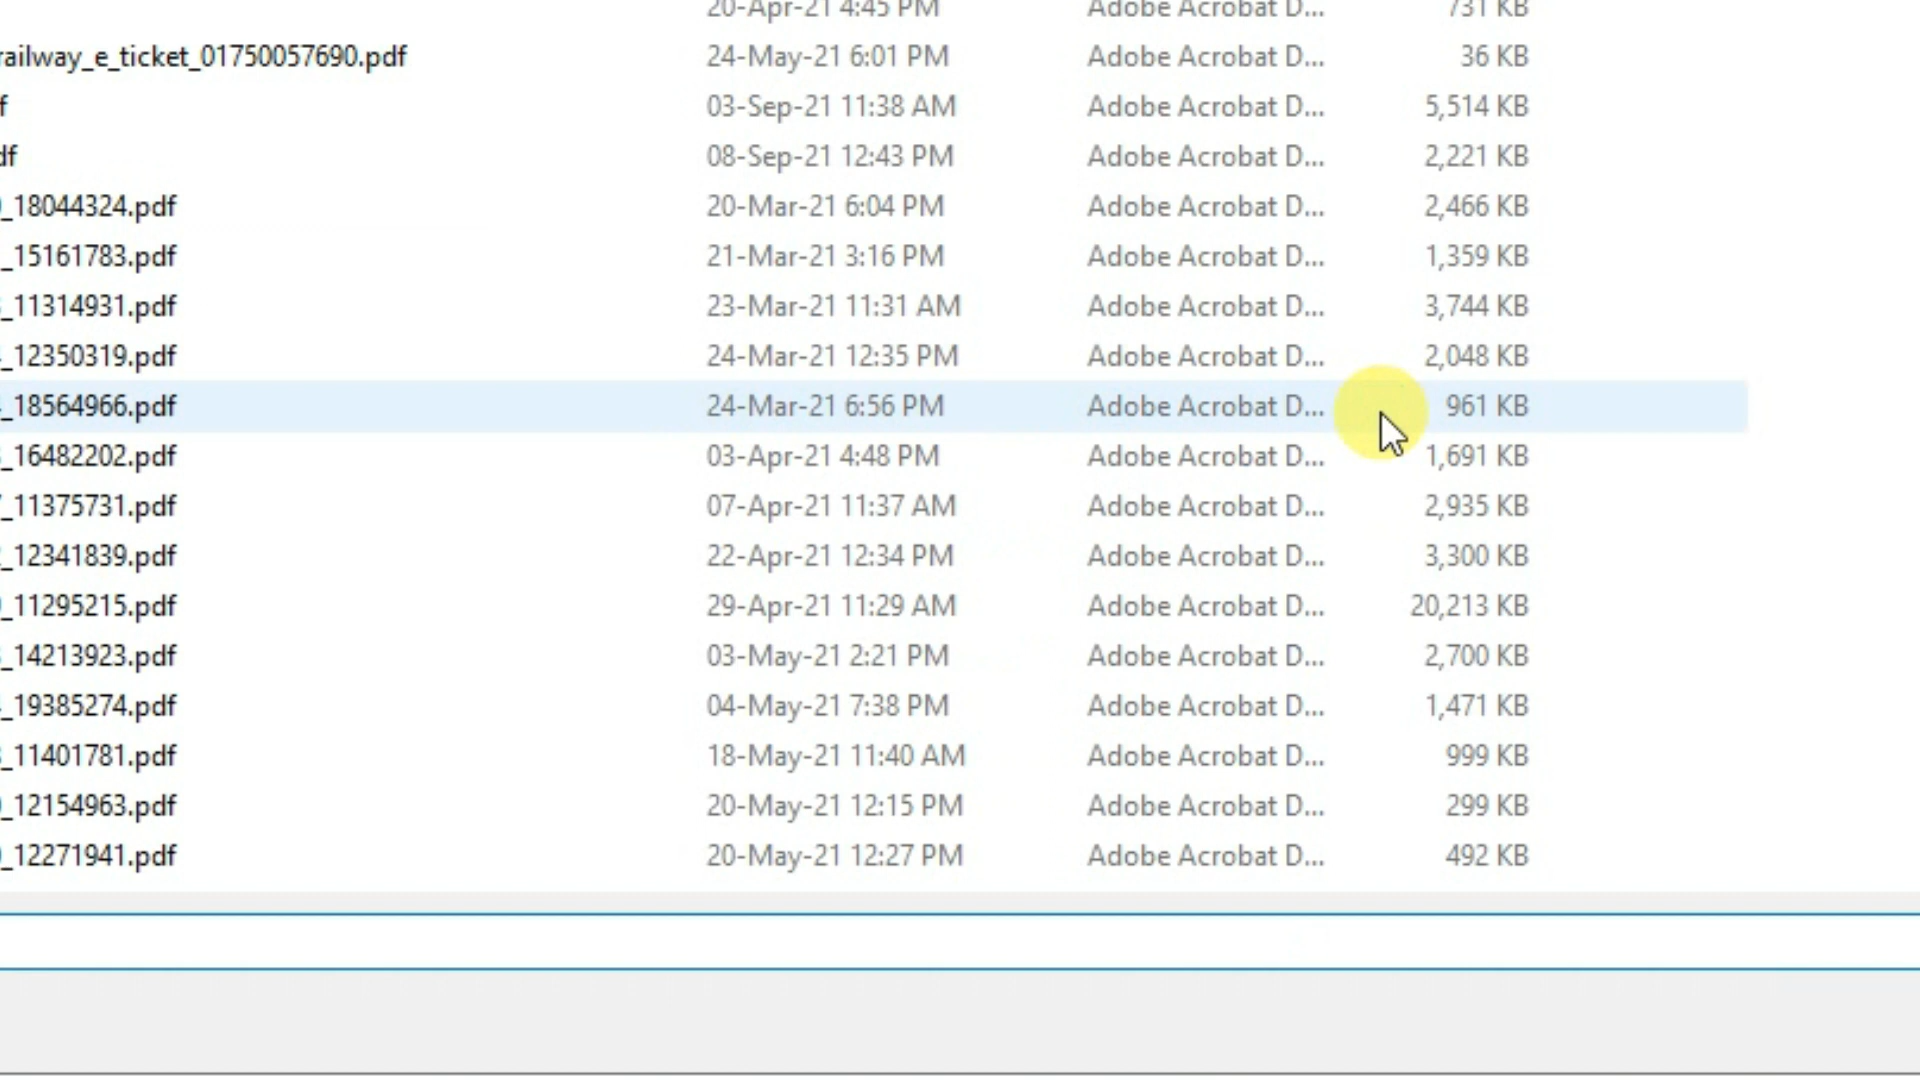 20-Apr-21 4:45 PM Adobe Acrobat D... 731 KB
railway_e_ticket_01750057690.pdf 24-May-21 6:01 PM Adobe Acrobat D... 36 KB
f 03-Sep-21 11:38 AM Adobe Acrobat D... 5,514 KB
df 08-Sep-21 12:43 PM Adobe Acrobat D... 2,221 KB
_18044324.pdf 20-Mar-21 6:04 PM Adobe Acrobat D... 2,466 KB
_15161783.pdf 21-Mar-21 3:16 PM Adobe Acrobat D... 1,359 KB
_11314931.pdf 23-Mar-21 11:31 AM Adobe Acrobat D... 3,744 KB
_12350319.pdf 24-Mar-21 12:35 PM Adobe Acrobat D... 2,048 KB
_18564966.pdf 24-Mar-21 6:56 PM Adobe Acrobat D... 961 KB
_16482202.pdf 03-Apr-21 4:48 PM Adobe Acrobat D... 1,691 KB
_11375731.pdf 07-Apr-21 11:37 AM Adobe Acrobat D... 2,935 KB
_12341839.pdf 22-Apr-21 12:34 PM Adobe Acrobat D... 3,300 KB
_11295215.pdf 29-Apr-21 11:29 AM Adobe Acrobat D... 20,213 KB
_14213923.pdf 03-May-21 2:21 PM Adobe Acrobat D... 2,700 KB
_19385274.pdf 04-May-21 7:38 PM Adobe Acrobat D... 1,471 KB
_11401781.pdf 18-May-21 11:40 AM Adobe Acrobat D... 999 KB
_12154963.pdf 20-May-21 12:15 PM Adobe Acrobat D... 299 KB
_12271941.pdf 20-May-21 12:27 PM Adobe Acrobat D... 492 KB